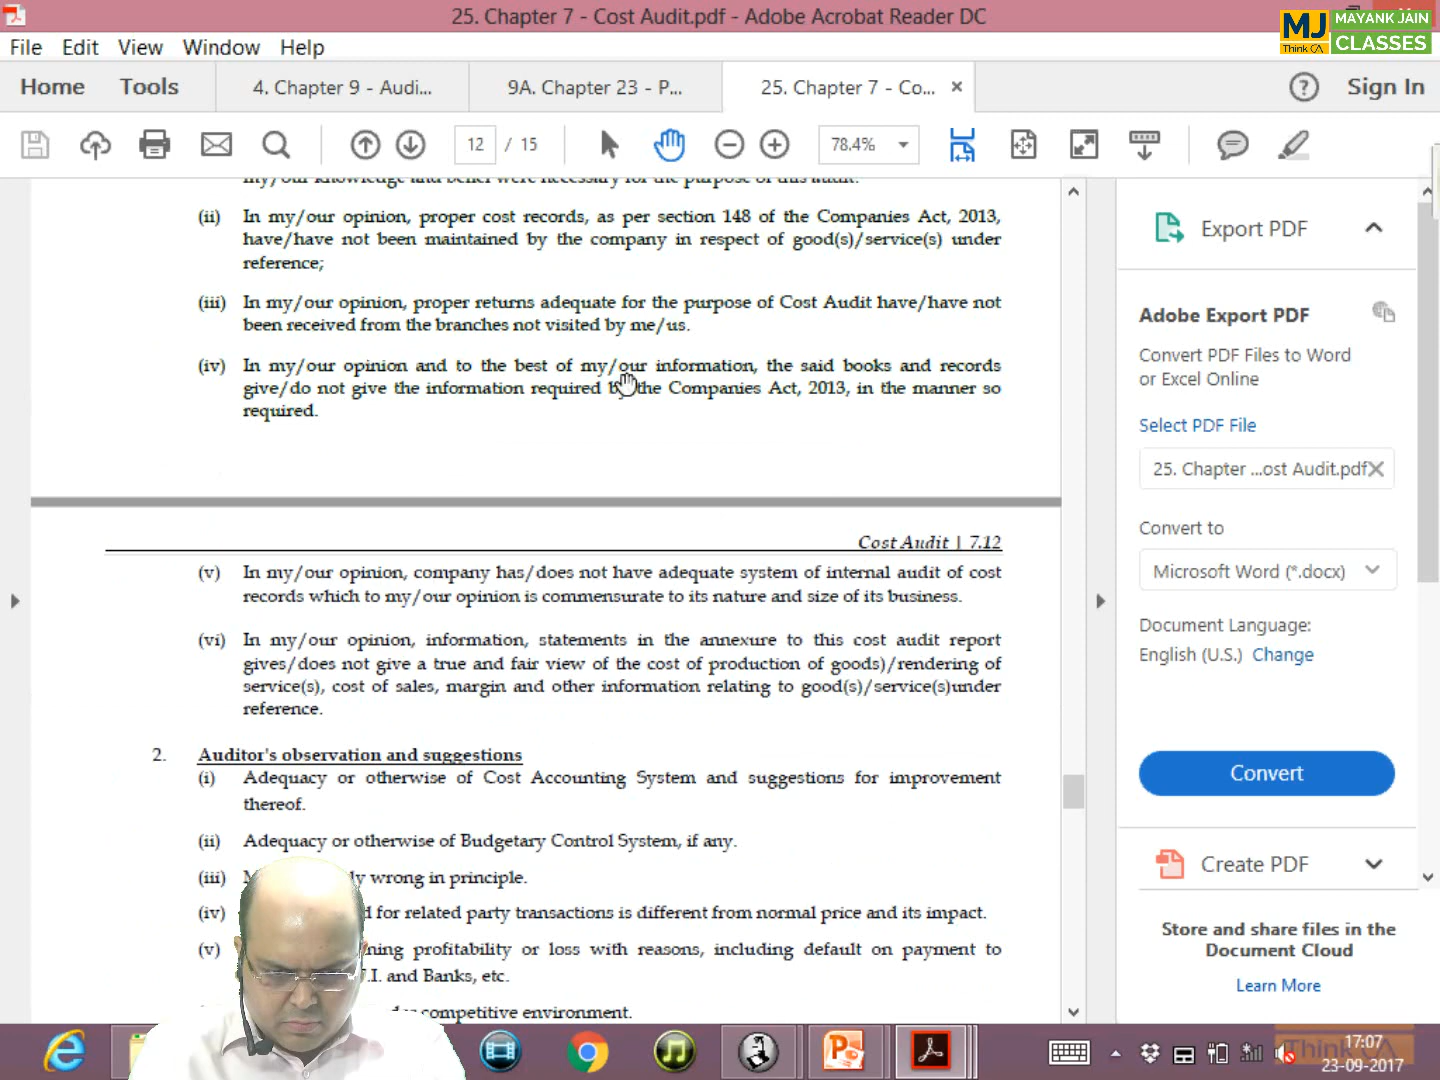 25. Chapter 7 - Cost Audit.pdf - Adobe Acrobat Reader DC
MJ MAYANK JAIN
Think CA CLASSES
File Edit View Window Help
Home Tools 4. Chapter 9 - Audi... 9A. Chapter 23 - P... 25. Chapter 7 - Co... × ? Sign In
12 / 15 78.4%
my/our knowledge and belief were necessary for the purpose of this audit.
(ii) In my/our opinion, proper cost records, as per section 148 of the Companies Act, 2013,
have/have not been maintained by the company in respect of good(s)/service(s) under
reference;
(iii) In my/our opinion, proper returns adequate for the purpose of Cost Audit have/have not
been received from the branches not visited by me/us.
(iv) In my/our opinion and to the best of my/our information, the said books and records
give/do not give the information required by the Companies Act, 2013, in the manner so
required.
Cost Audit | 7.12
(v) In my/our opinion, company has/does not have adequate system of internal audit of cost
records which to my/our opinion is commensurate to its nature and size of its business.
(vi) In my/our opinion, information, statements in the annexure to this cost audit report
gives/does not give a true and fair view of the cost of production of goods)/rendering of
service(s), cost of sales, margin and other information relating to good(s)/service(s)under
reference.
2. Auditor's observation and suggestions
(i) Adequacy or otherwise of Cost Accounting System and suggestions for improvement
thereof.
(ii) Adequacy or otherwise of Budgetary Control System, if any.
(iii) wrong in principle.
(iv) for related party transactions is different from normal price and its impact.
(v) profitability or loss with reasons, including default on payment to
and Banks, etc.
competitive environment.
Export PDF
Adobe Export PDF
Convert PDF Files to Word
or Excel Online
Select PDF File
25. Chapter ...ost Audit.pdf ×
Convert to
Microsoft Word (*.docx)
Document Language:
English (U.S.) Change
Convert
Create PDF
Store and share files in the
Document Cloud
Learn More
Think CA
17:07
23-09-2017